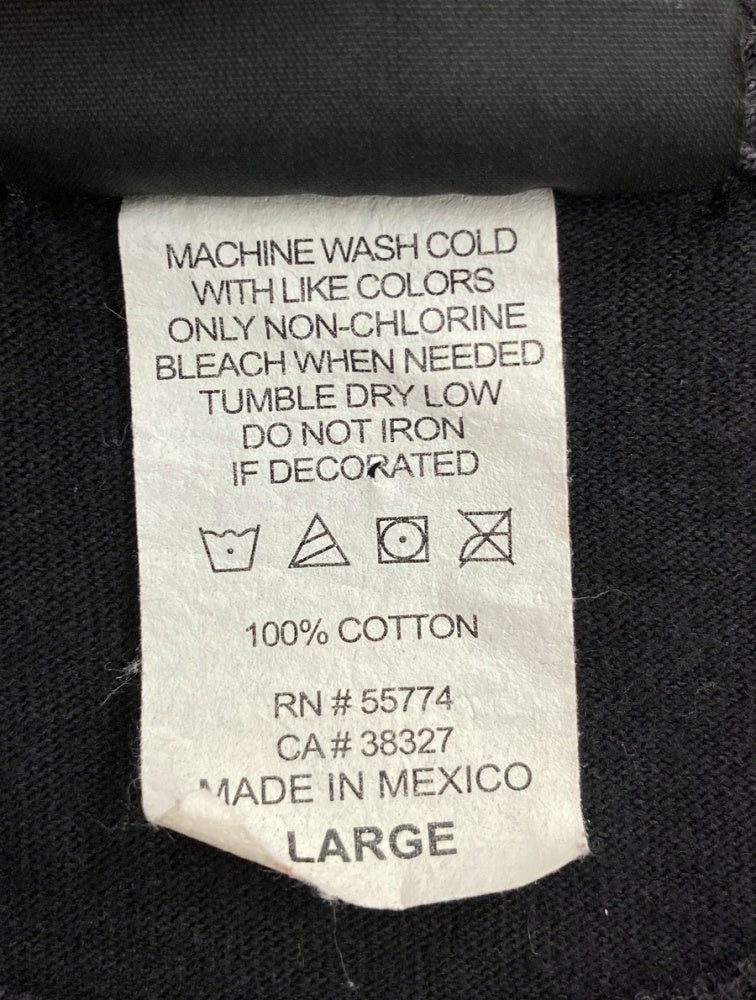 MACHINE WASH COLD
WITH LIKE COLORS
ONLY NON-CHLORINE
BLEACH WHEN NEEDED
TUMBLE DRY LOW
DO NOT IRON
IF DECORATED
100% COTTON
RN # 55774
CA # 38327
MADE IN MEXICO
LARGE